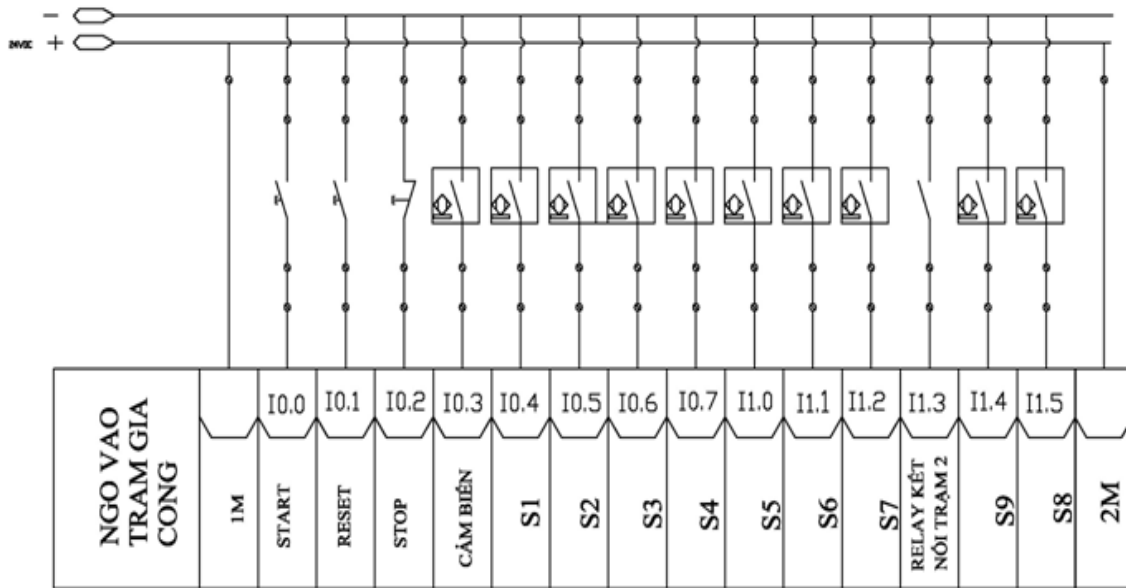 −
24VDC +
I0.0 I0.1 I0.2 I0.3 I0.4 I0.5 I0.6 I0.7 I1.0 I1.1 I1.2 I1.3 I1.4 I1.5
NGO VAO
TRAM GIA
CONG
1M
START
RESET
STOP
CẢM BIẾN
S1
S2
S3
S4
S5
S6
S7
RELAY KẾT
NỐI TRẠM 2
S9
S8
2M